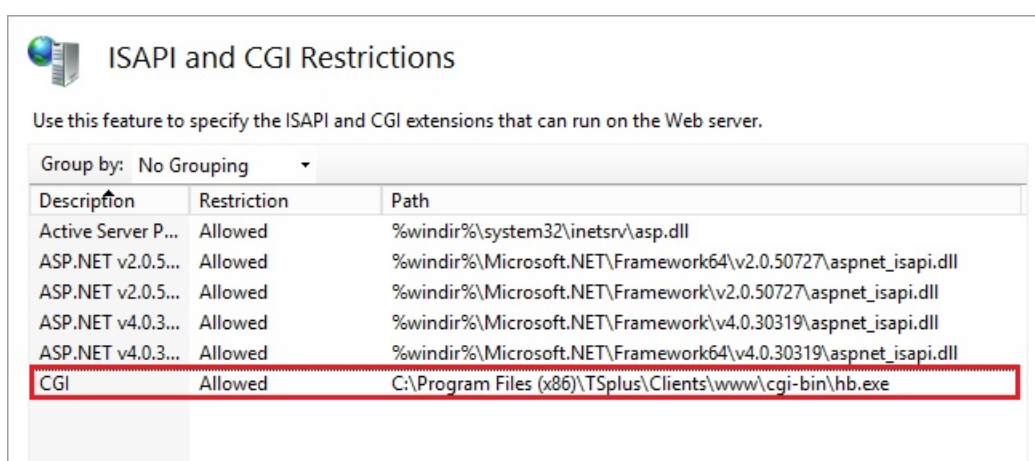 ISAPI and CGI Restrictions
Use this feature to specify the ISAPI and CGI extensions that can run on the Web server.
Group by: No Grouping
Description Restriction Path
Active Server P... Allowed %windir%\system32\inetsrv\asp.dll
ASP.NET v2.0.5... Allowed %windir%\Microsoft.NET\Framework64\v2.0.50727\aspnet_isapi.dll
ASP.NET v2.0.5... Allowed %windir%\Microsoft.NET\Framework\v2.0.50727\aspnet_isapi.dll
ASP.NET v4.0.3... Allowed %windir%\Microsoft.NET\Framework\v4.0.30319\aspnet_isapi.dll
ASP.NET v4.0.3... Allowed %windir%\Microsoft.NET\Framework64\v4.0.30319\aspnet_isapi.dll
CGI Allowed C:\Program Files (x86)\TSplus\Clients\www\cgi-bin\hb.exe